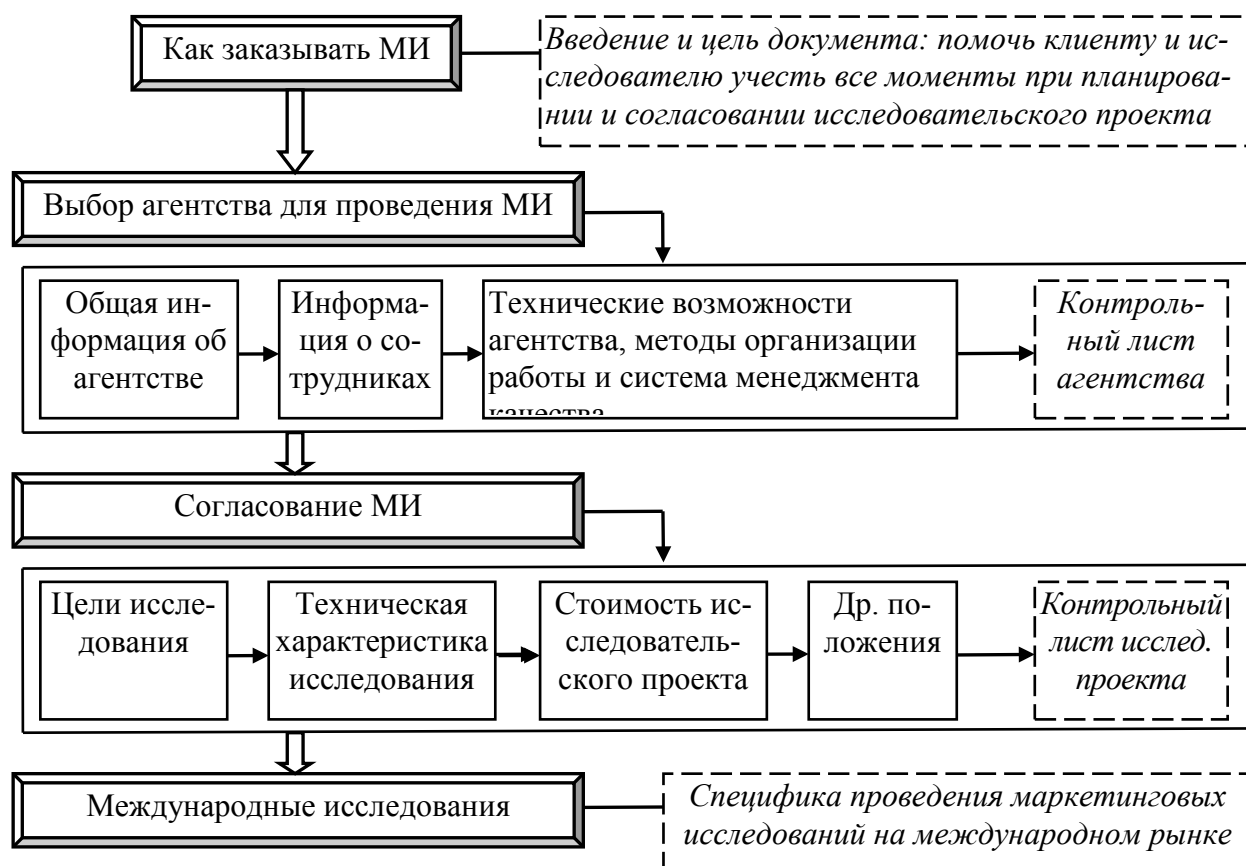 Как заказывать МИ
Введение и цель документа: помочь клиенту и ис-
следователю учесть все моменты при планирова-
нии и согласовании исследовательского проекта
Выбор агентства для проведения МИ
Общая ин-
формация об
агентстве
Информа-
ция о со-
трудниках
Технические возможности
агентства, методы организации
работы и система менеджмента
качества
Контроль-
ный лист
агентства
Согласование МИ
Цели иссле-
дования
Техническая
характеристика
исследования
Стоимость ис-
следователь-
ского проекта
Др. по-
ложения
Контрольный
лист исслед.
проекта
Международные исследования
Специфика проведения маркетинговых
исследований на международном рынке